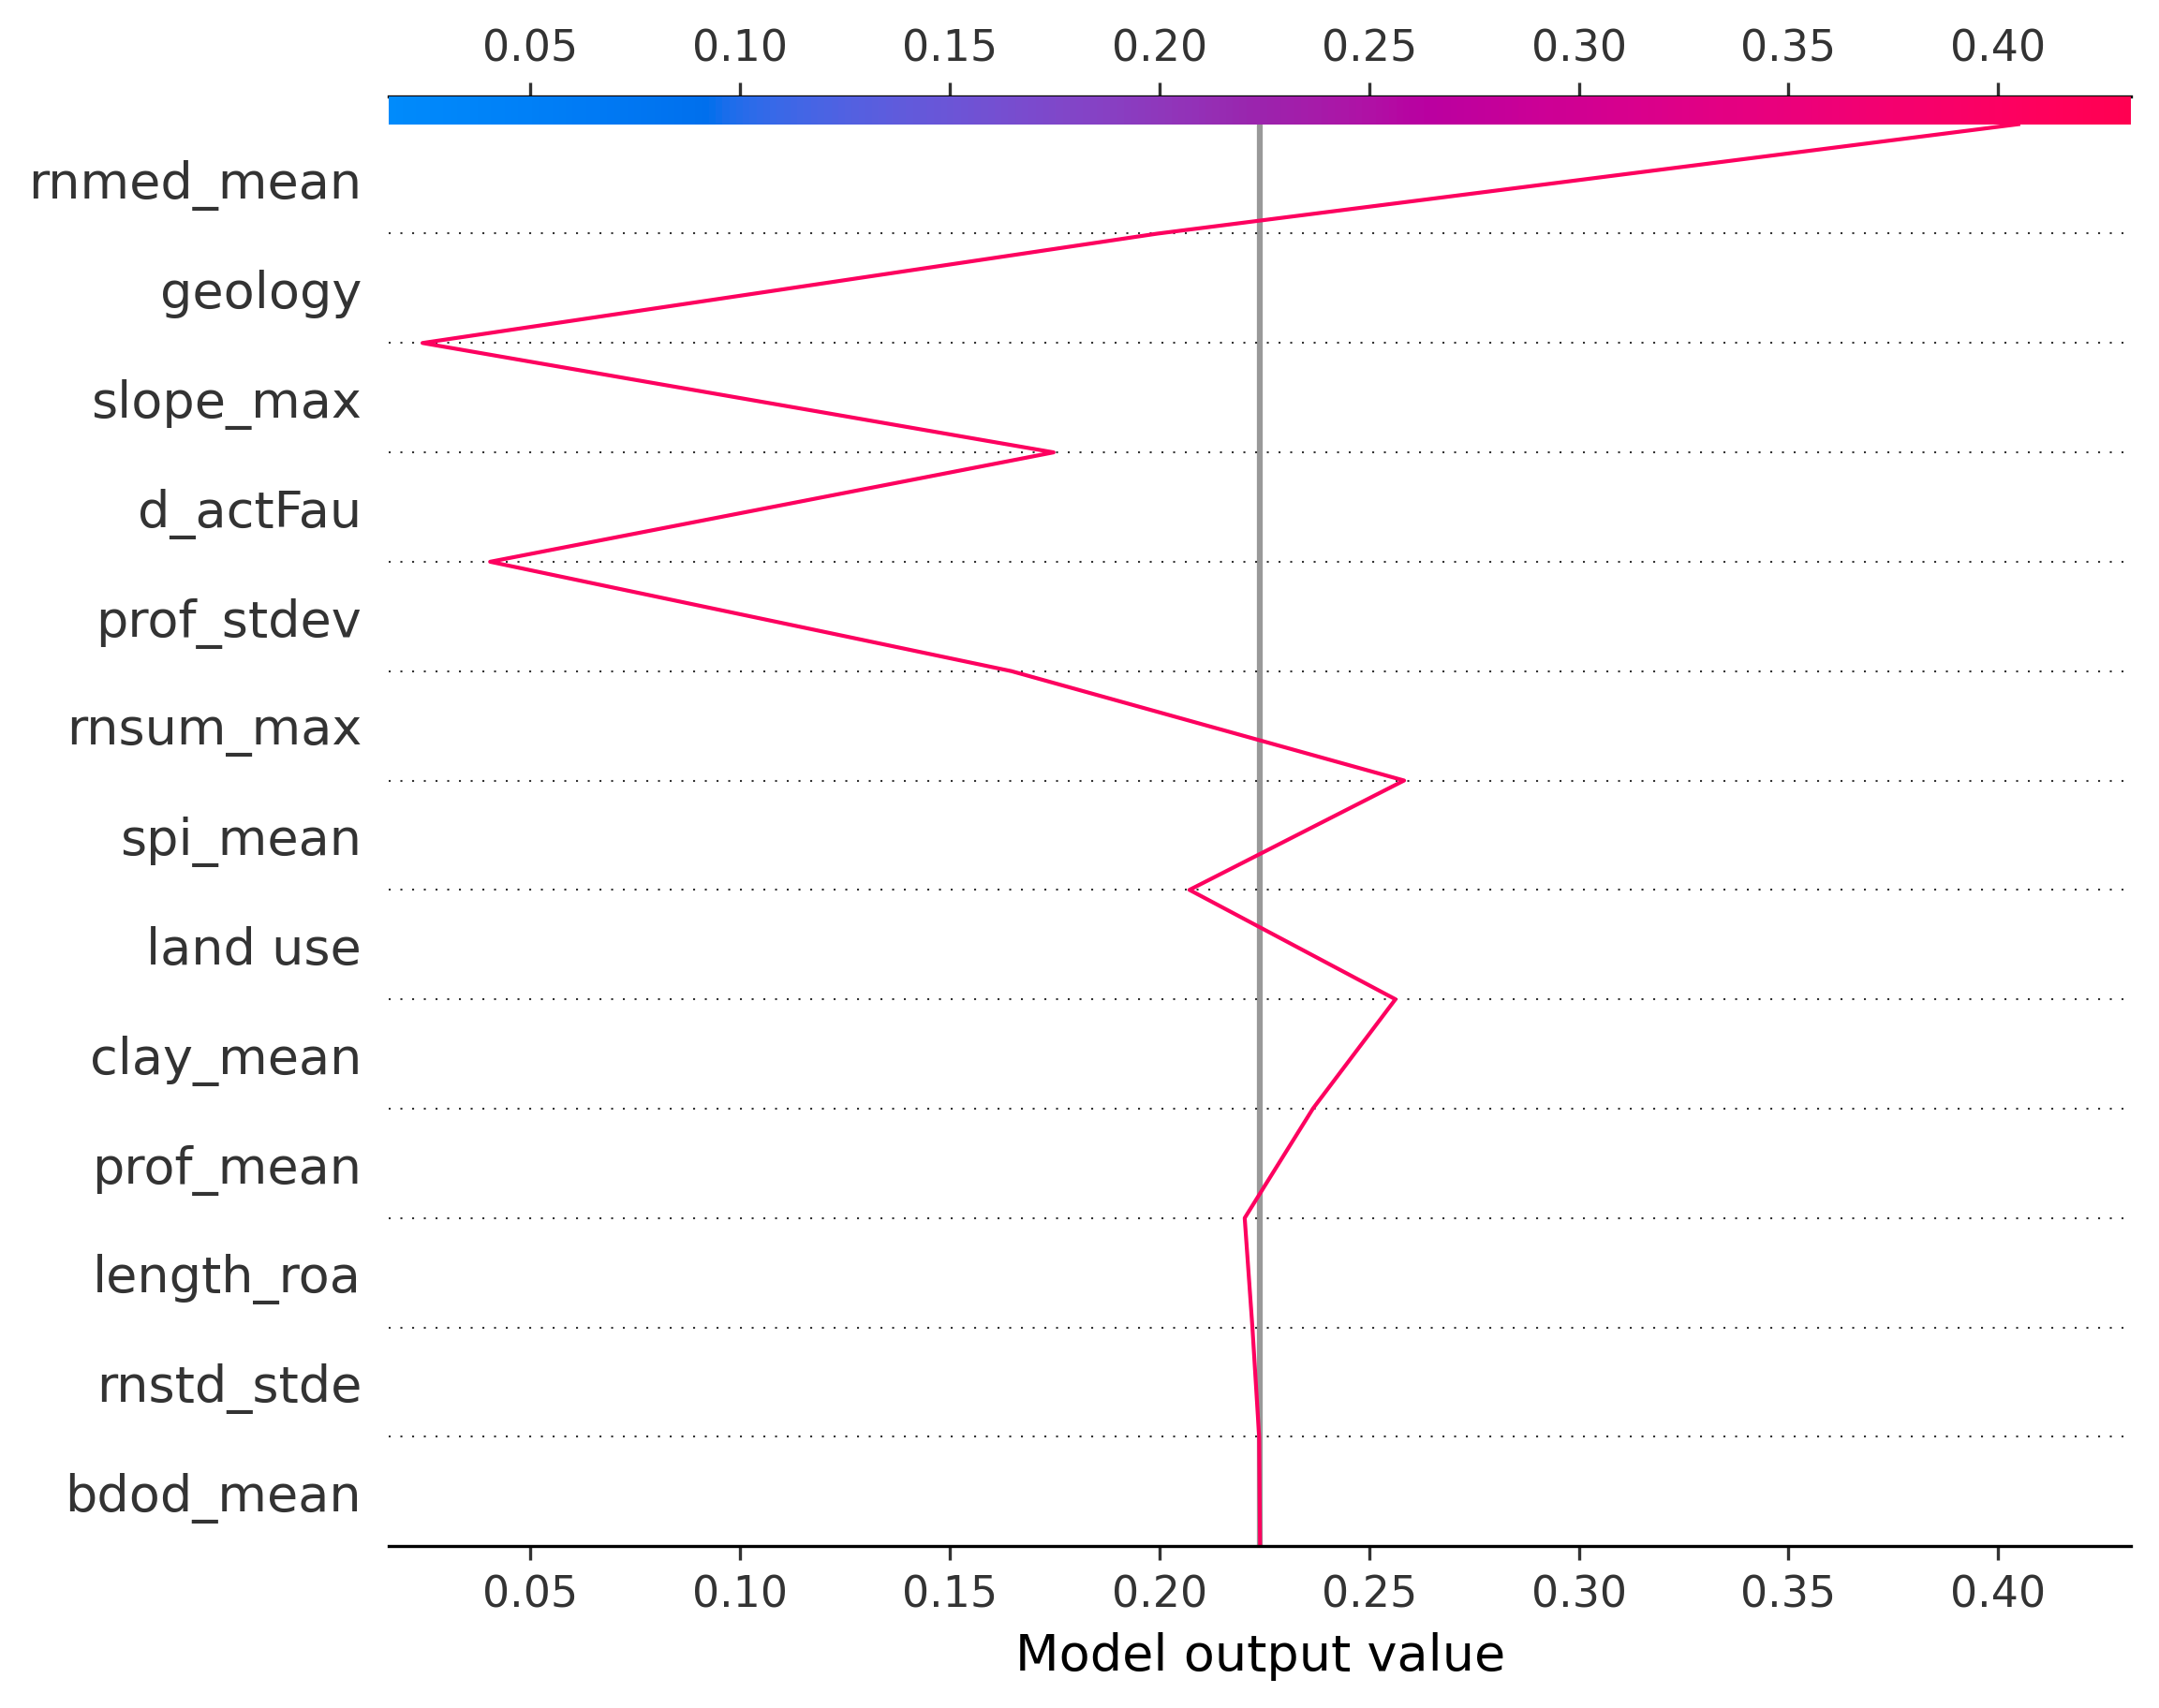 0.05 0.10 0.15 0.20 0.25 0.30 0.35 0.40
rnmed_mean
geology
slope_max
d_actFau
prof_stdev
rnsum_max
spi_mean
land use
clay_mean
prof_mean
length_roa
rnstd_stde
bdod_mean
0.05 0.10 0.15 0.20 0.25 0.30 0.35 0.40
Model output value